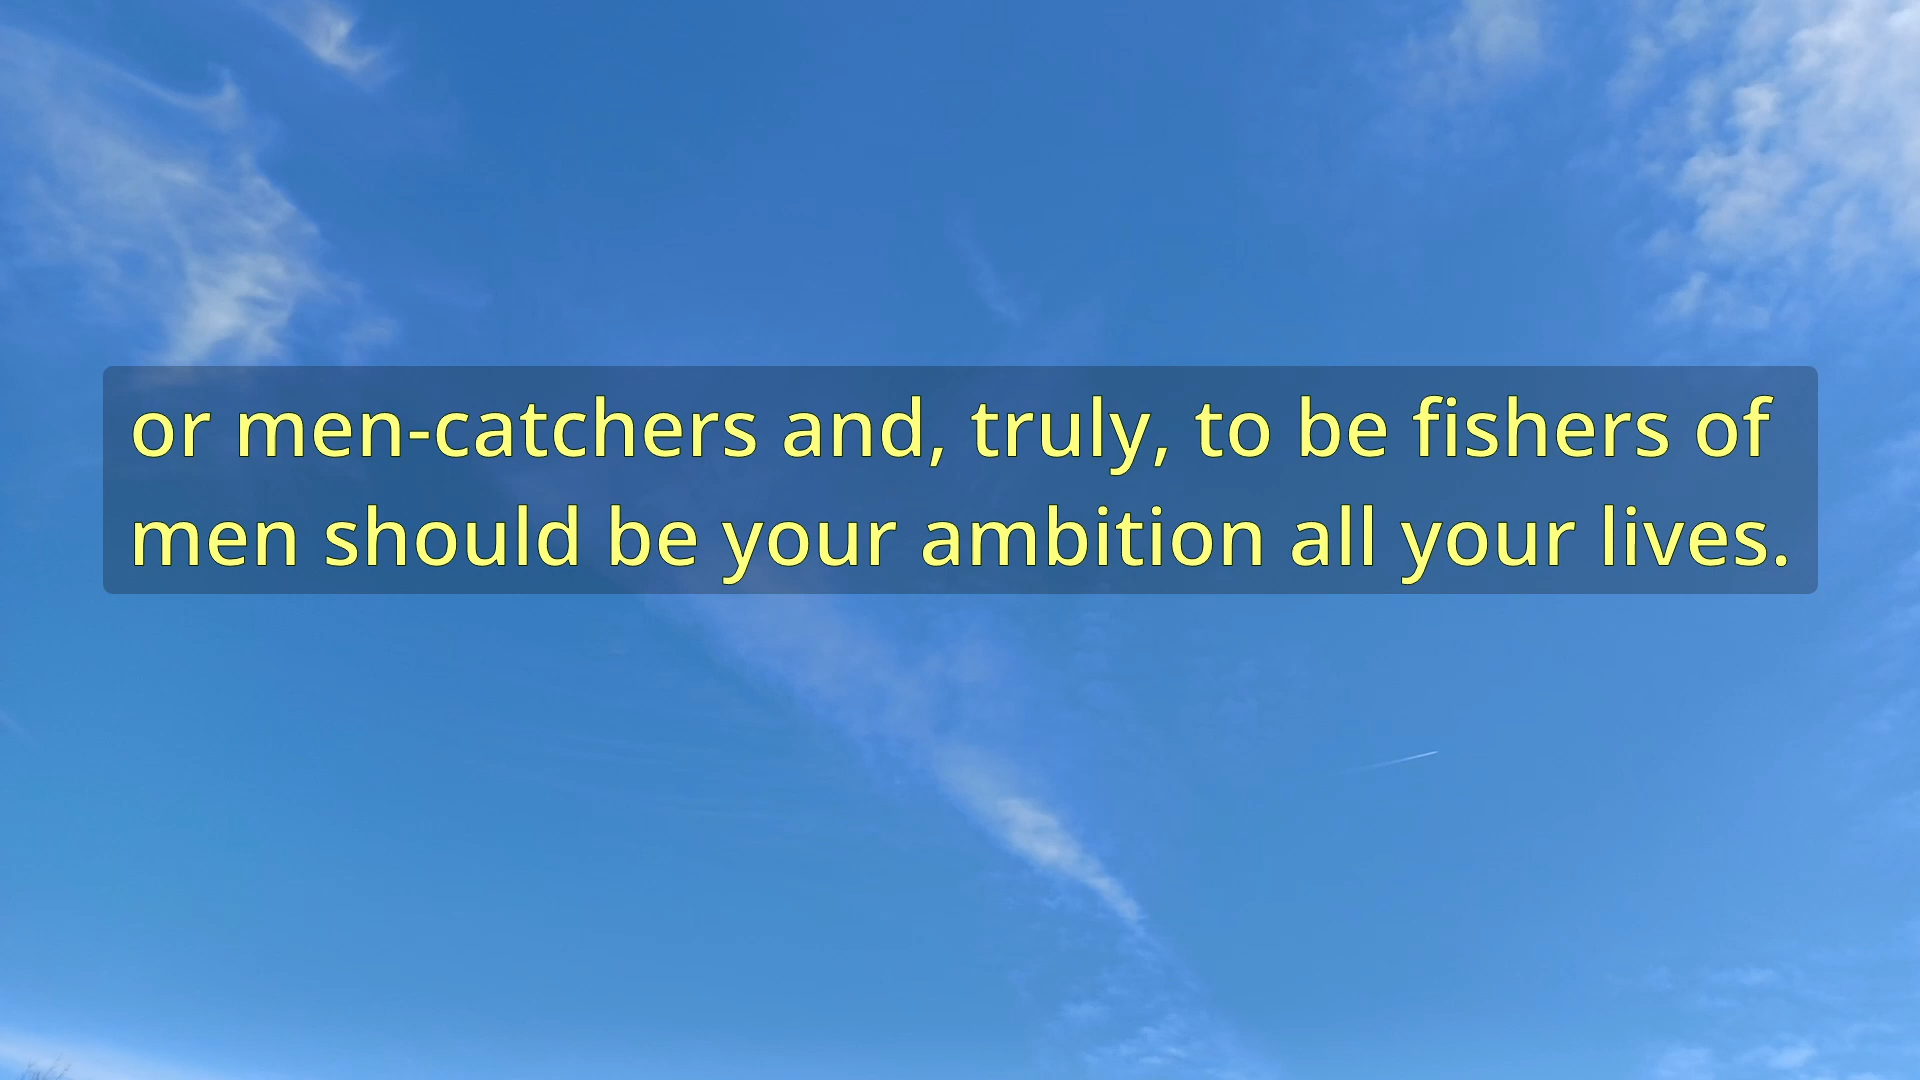 or men-catchers and, truly, to be fishers of
men should be your ambition all your lives.